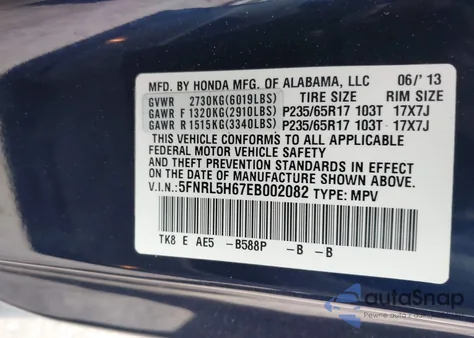 MFD. BY HONDA MFG. OF ALABAMA, LLC 06/'13
GVWR 2730KG(6019LBS) TIRE SIZE RIM SIZE
GAWR F 1320KG(2910LBS) P235/65R17 103T 17X7J
GAWR R 1515KG(3340LBS) P235/65R17 103T 17X7J
THIS VEHICLE CONFORMS TO ALL APPLICABLE
FEDERAL MOTOR VEHICLE SAFETY
AND THEFT PREVENTION STANDARDS IN EFFECT ON
THE DATE OF MANUFACTURE SHOWN ABOVE.
V.I.N.: 5FNRL5H67EB002082 TYPE: MPV
TK8 E AE5 -B588P -B -B
autoSnap
Pewne auta z aukcji